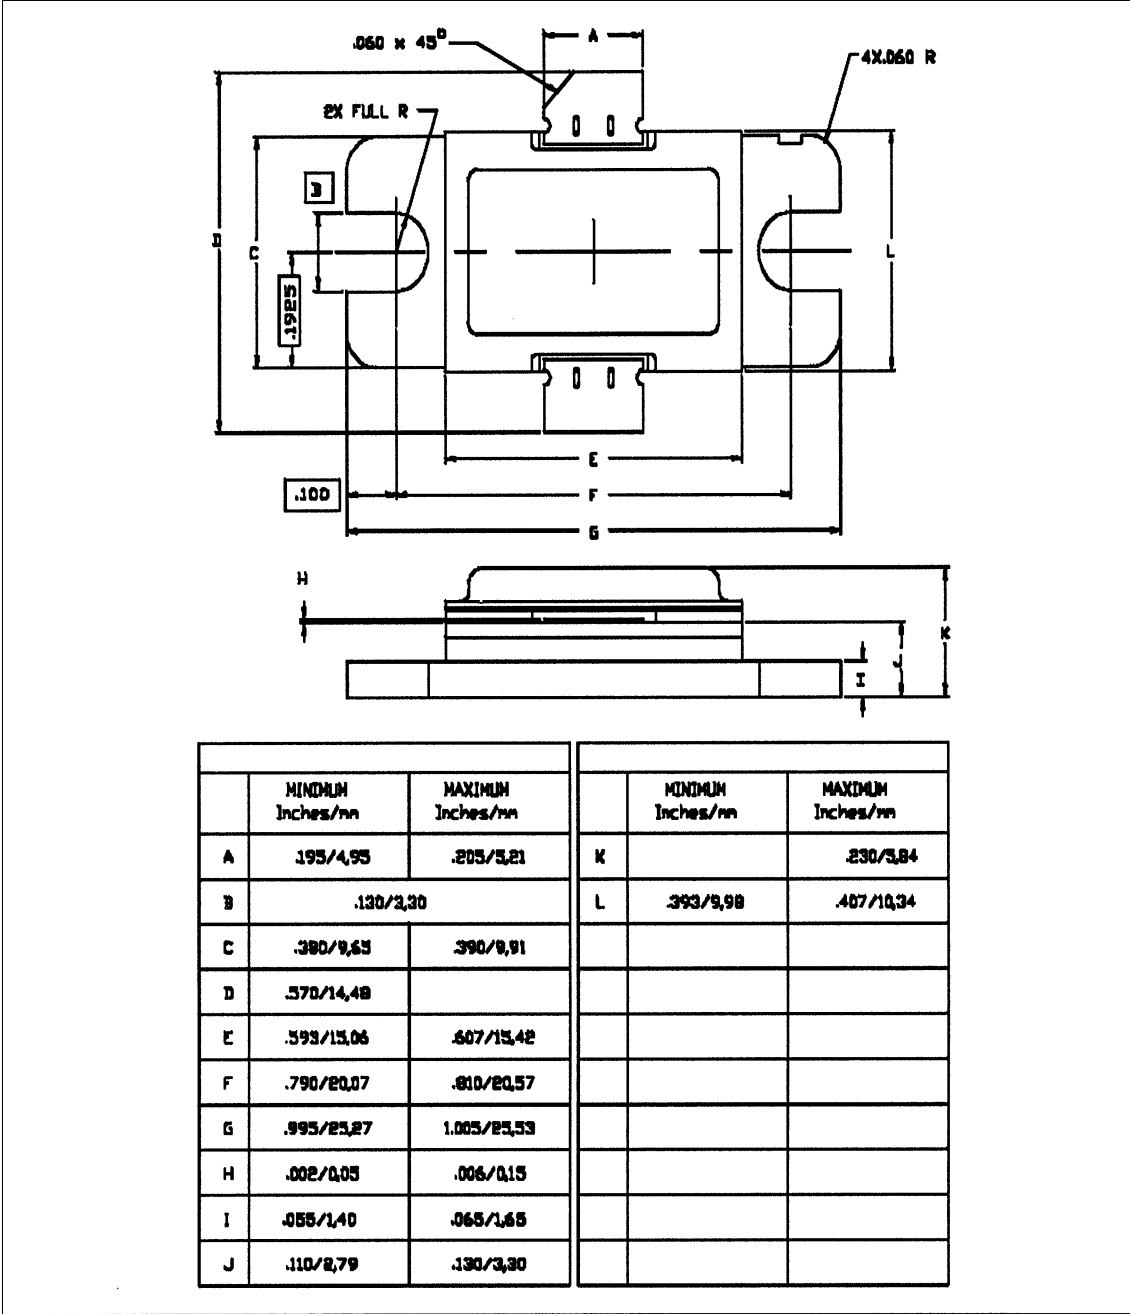 .060 x 45°
A
4X.060 R
2X FULL R
B
D
C
L
.1925
E
.100
F
G
H
K
J
I
MINIMUM Inches/mm MAXIMUM Inches/mm
A .195/4,95 .205/5,21
B .130/3,30
C .380/9,65 .390/9,91
D .570/14,48
E .593/15,06 .607/15,42
F .790/20,07 .810/20,57
G .995/25,27 1.005/25,53
H .002/0,05 .006/0,15
I .055/1,40 .065/1,65
J .110/2,79 .130/3,30
MINIMUM Inches/mm MAXIMUM Inches/mm
K .230/5,84
L .393/9,98 .407/10,34